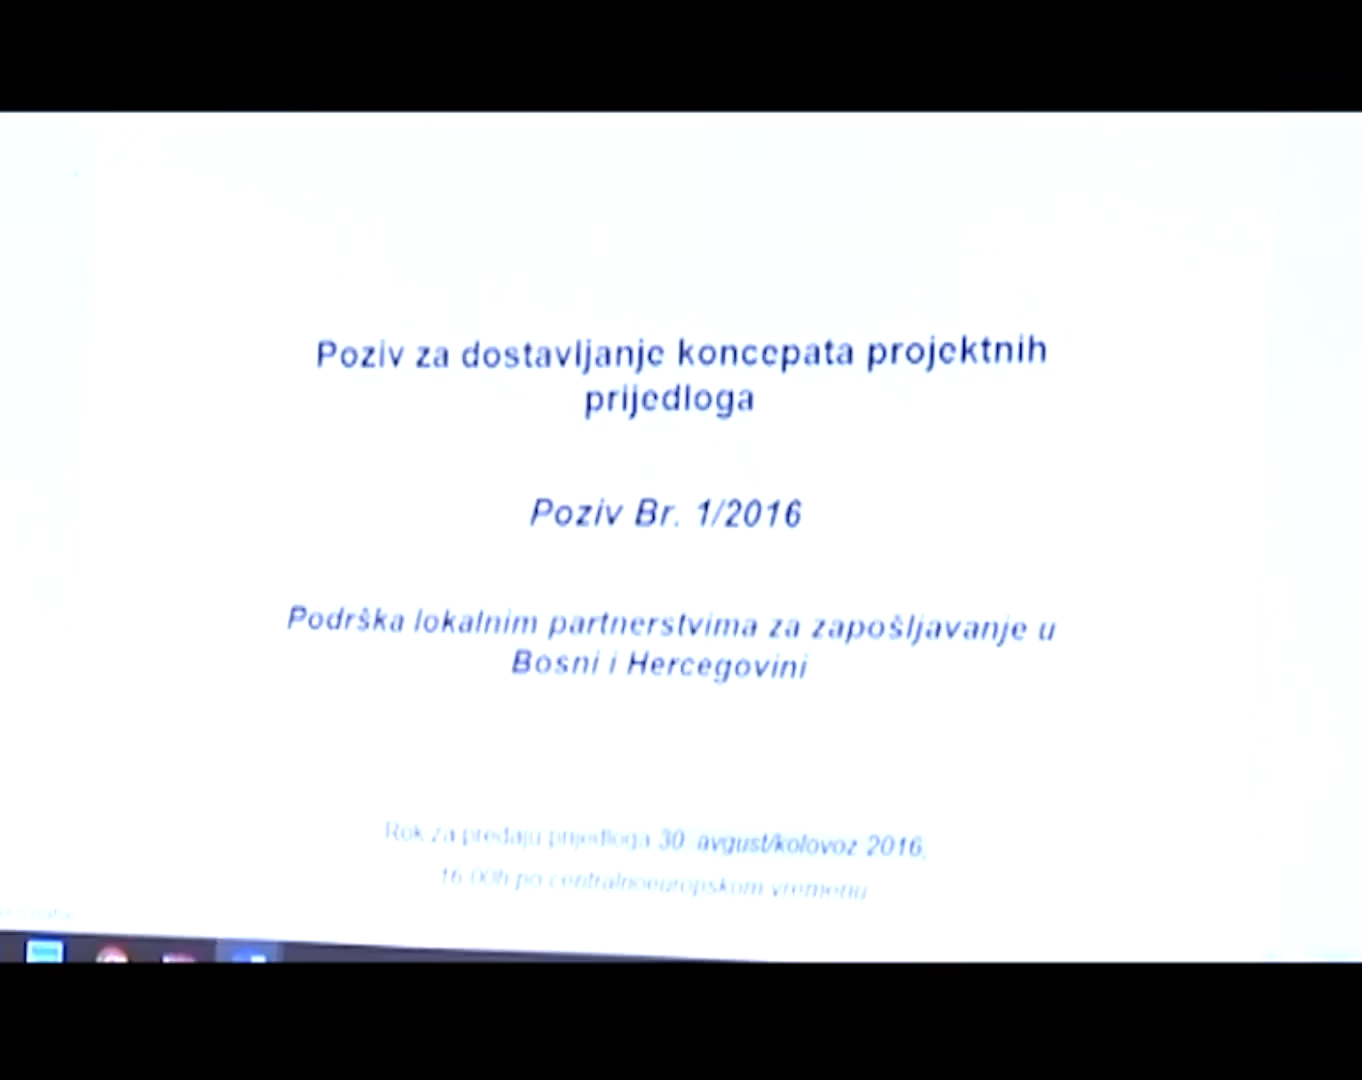 Poziv za dostavljanje koncepata projektnih
prijedloga
Poziv Br. 1/2016
Podrška lokalnim partnerstvima za zapošljavanje u
Bosni i Hercegovini
Rok za predaju prijedloga 30. avgust/kolovoz 2016,
16.00h po centralnoeuropskom vremenu